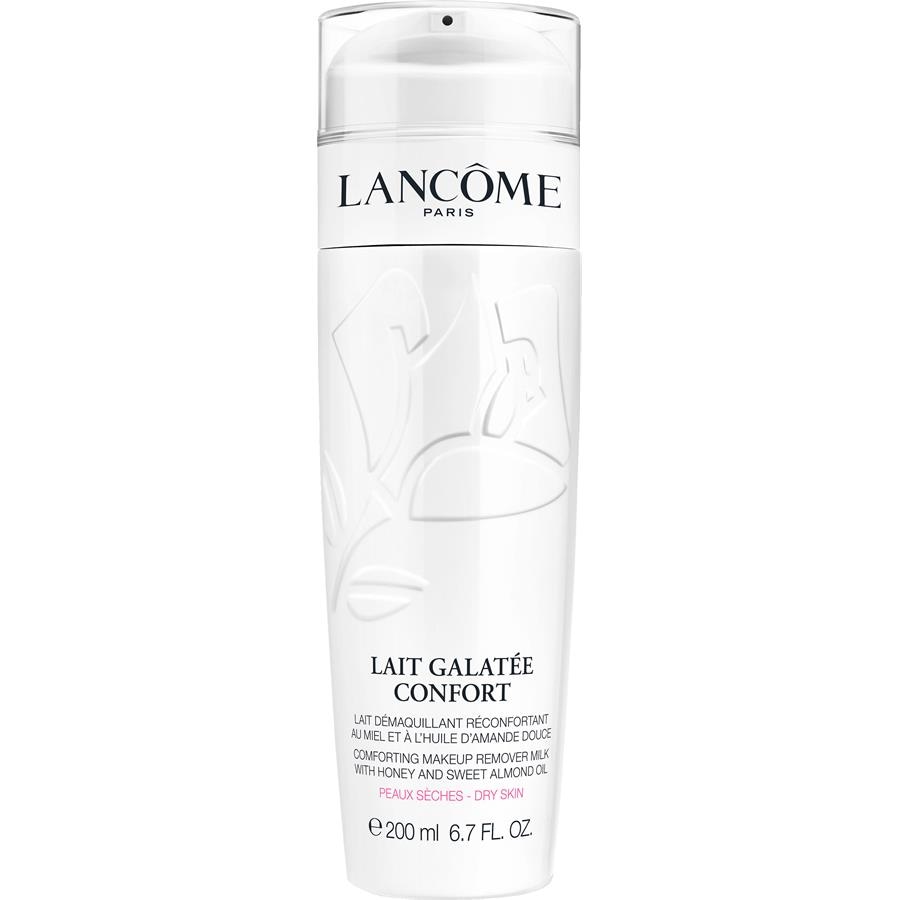 LANCÔME
PARIS
LAIT GALATÉE
CONFORT
LAIT DÉMAQUILLANT RÉCONFORTANT
AU MIEL ET À L'HUILE D'AMANDE DOUCE
COMFORTING MAKEUP REMOVER MILK
WITH HONEY AND SWEET ALMOND OIL
PEAUX SÈCHES - DRY SKIN
℮ 200 ml 6.7 FL. OZ.